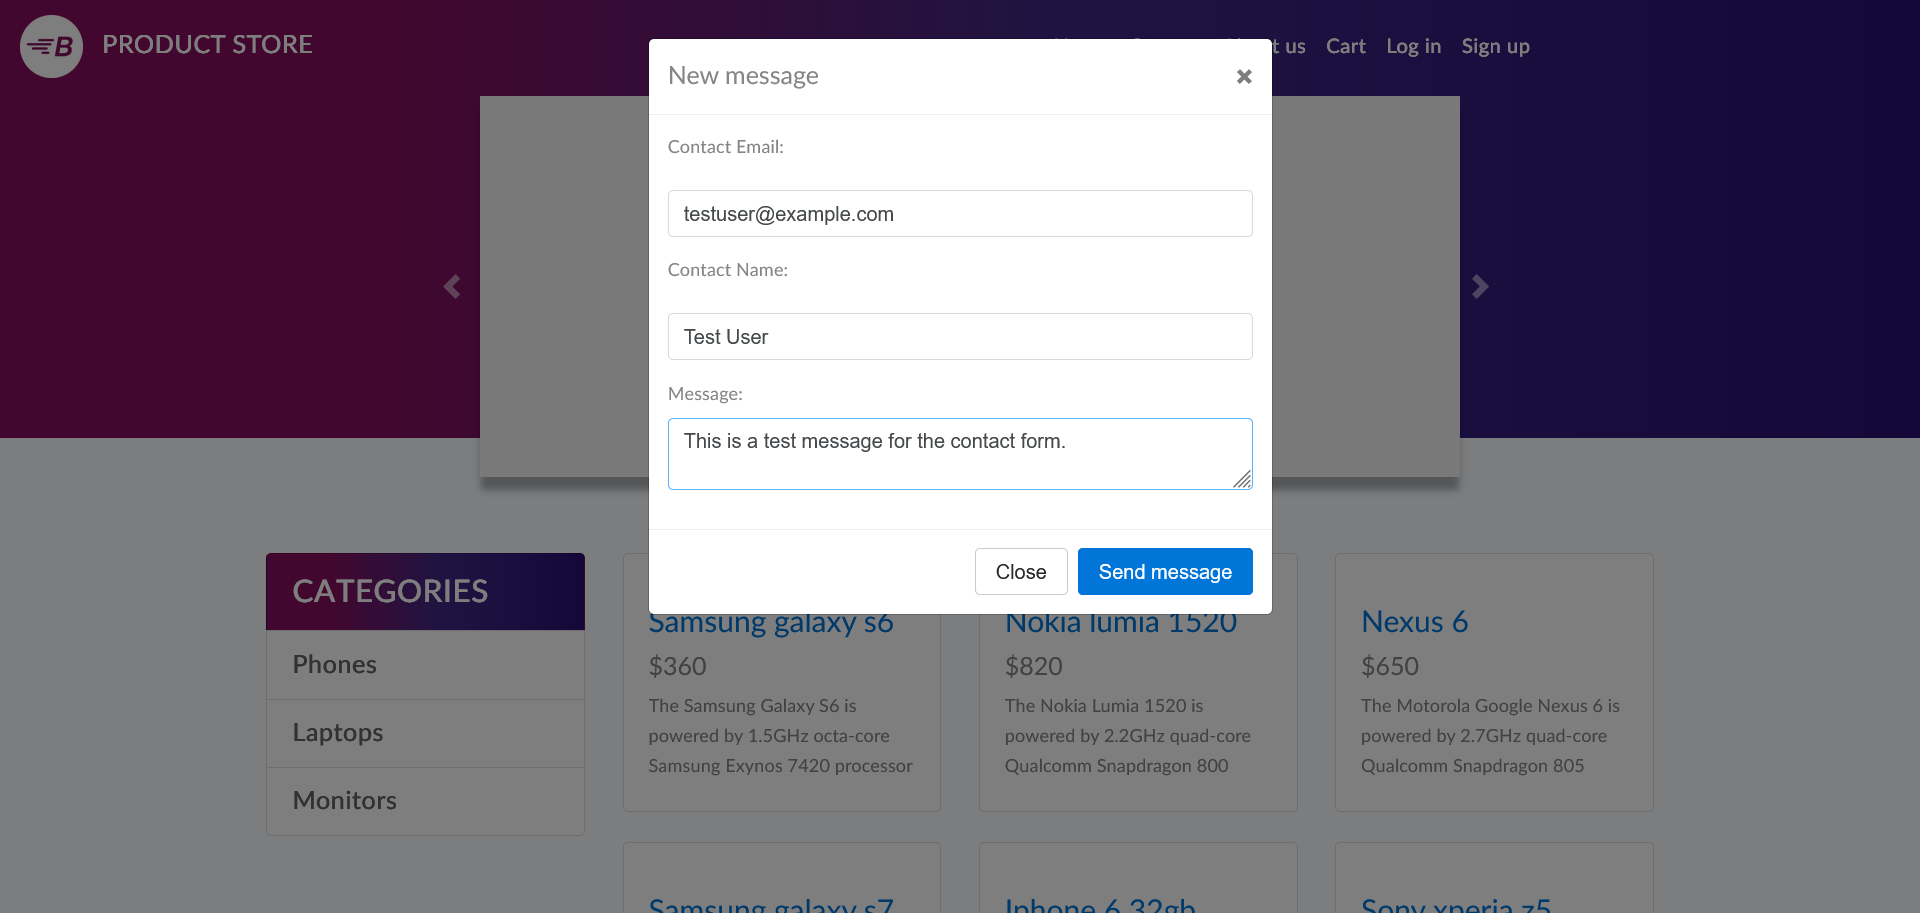 B
PRODUCT STORE
t us Cart Log in Sign up
New message
Contact Email:
testuser@example.com
Contact Name:
Test User
Message:
This is a test message for the contact form.
Close Send message
CATEGORIES
Phones
Laptops
Monitors
Samsung galaxy s6
$360
The Samsung Galaxy S6 is
powered by 1.5GHz octa-core
Samsung Exynos 7420 processor
Nokia lumia 1520
$820
The Nokia Lumia 1520 is
powered by 2.2GHz quad-core
Qualcomm Snapdragon 800
Nexus 6
$650
The Motorola Google Nexus 6 is
powered by 2.7GHz quad-core
Qualcomm Snapdragon 805
Samsung galaxy s7
Iphone 6 32gb
Sony xperia z5